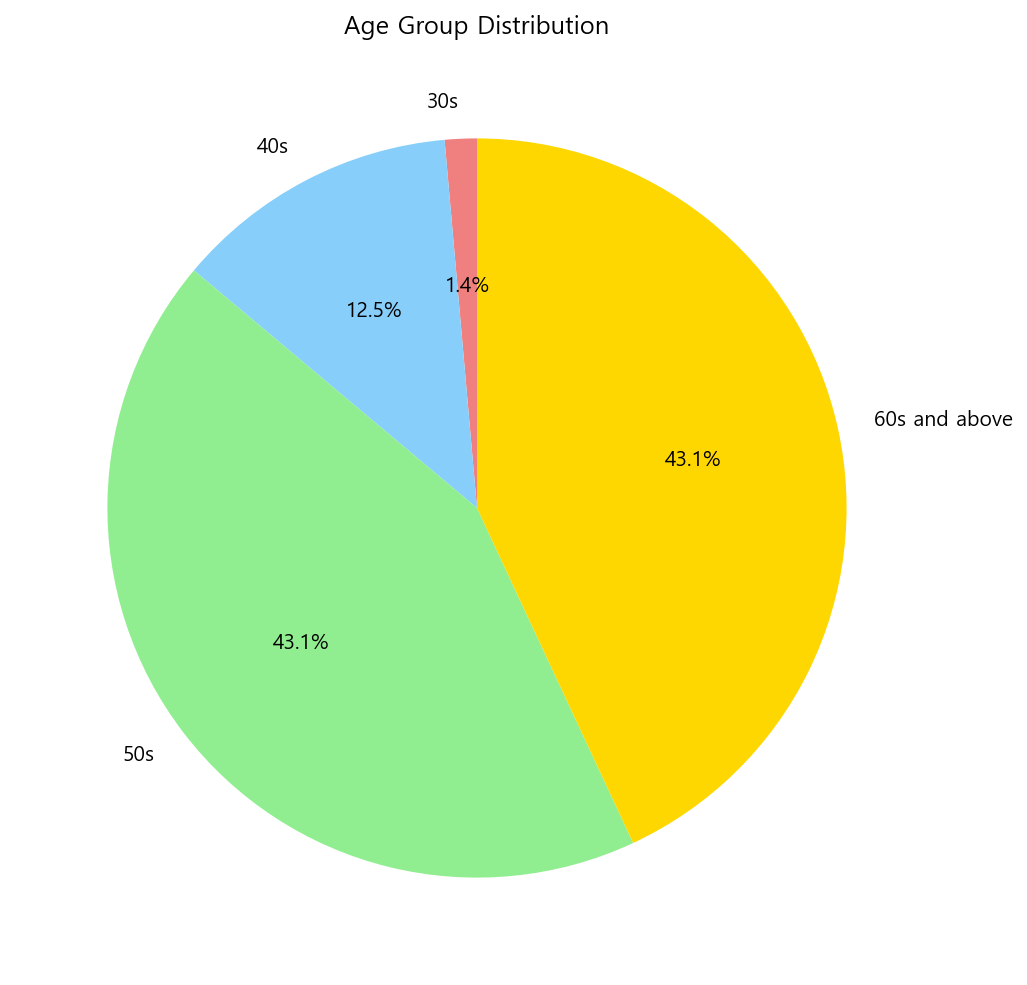 Age Group Distribution
30s
40s
1.4%
12.5%
60s and above
43.1%
43.1%
50s